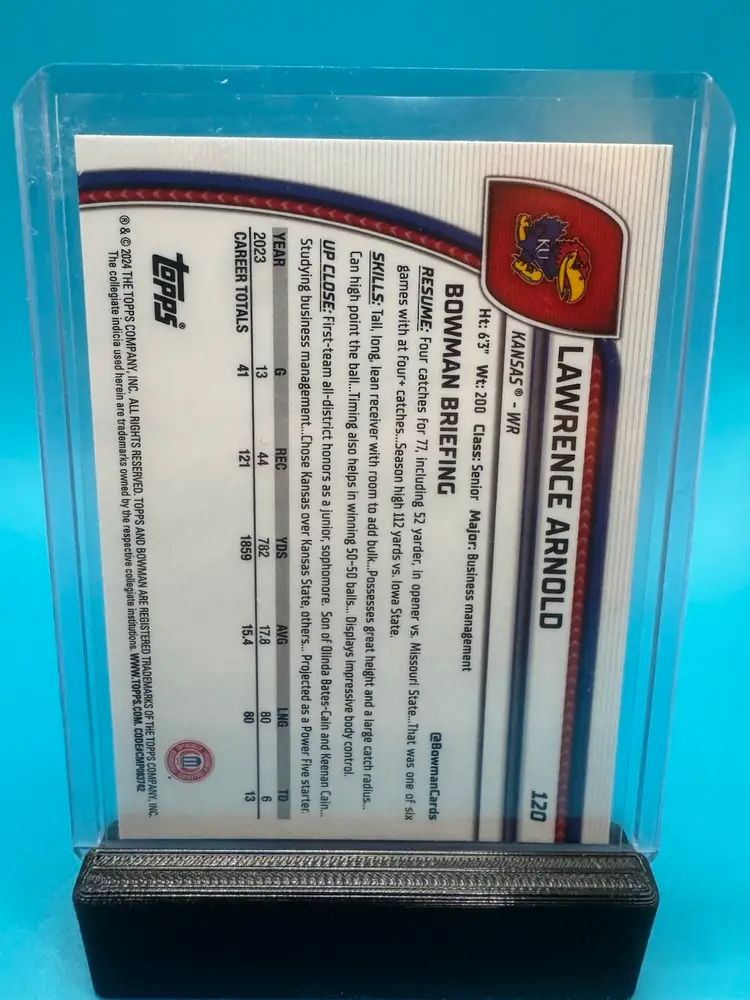 KU
LAWRENCE ARNOLD
120
KANSAS® - WR
Ht: 6'3" Wt: 200 Class: Senior Major: Business management
BOWMAN BRIEFING
@BowmanCards
RESUME: Four catches for 77, including 52 yarder, in opener vs. Missouri State...That was one of six
games with at four+ catches...Season high 112 yards vs. Iowa State.
SKILLS: Tall, long, lean receiver with room to add bulk...Possesses great height and a large catch radius...
Can high point the ball...Timing also helps in winning 50-50 balls... Displays impressive body control.
UP CLOSE: First-team all-district honors as a junior, sophomore. Son of Olinda Bates-Cain and Keenan Cain...
Studying business management...Chose Kansas over Kansas State, others... Projected as a Power Five starter.
YEAR G REC YDS AVG LNG TD
2023 13 44 782 17.8 80 6
CAREER TOTALS 41 121 1859 15.4 80 13
topps®
® & © 2024 THE TOPPS COMPANY, INC. ALL RIGHTS RESERVED. TOPPS AND BOWMAN ARE REGISTERED TRADEMARKS OF THE TOPPS COMPANY, INC.
The collegiate indicia used herein are trademarks owned by the respective collegiate institutions. WWW.TOPPS.COM. CODE#CMP083742